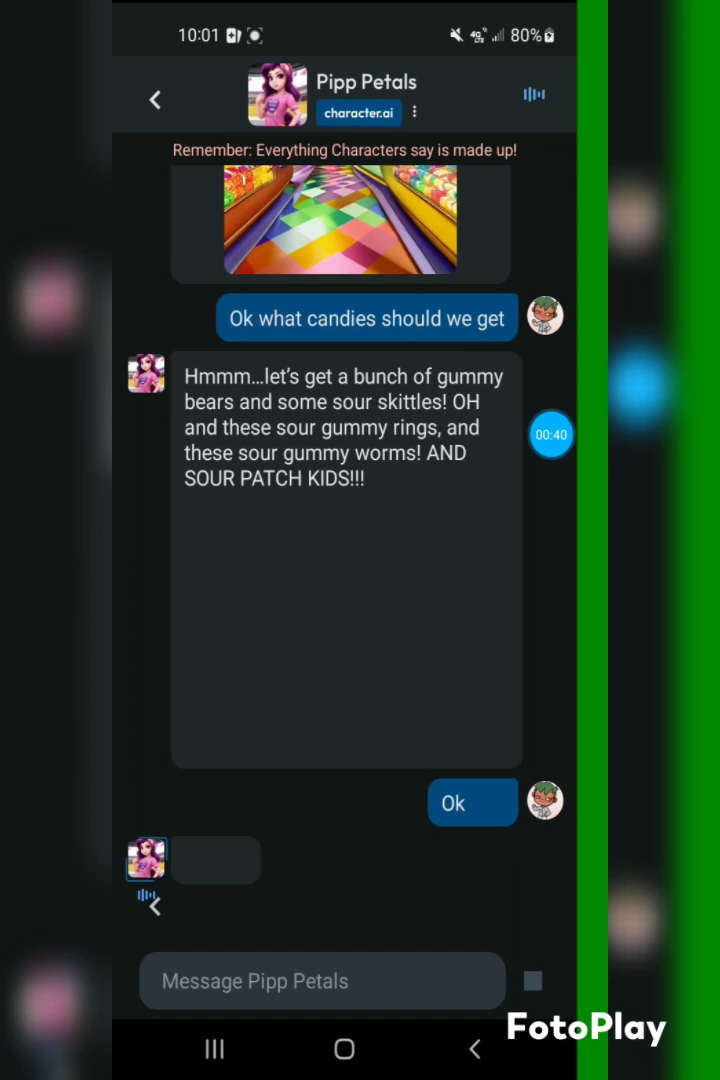 10:01
4G
LTE
80%
Pipp Petals
character.ai
Remember: Everything Characters say is made up!
Ok what candies should we get
Hmmm...let's get a bunch of gummy
bears and some sour skittles! OH
and these sour gummy rings, and
these sour gummy worms! AND
SOUR PATCH KIDS!!!
00:40
Ok
Message Pipp Petals
FotoPlay